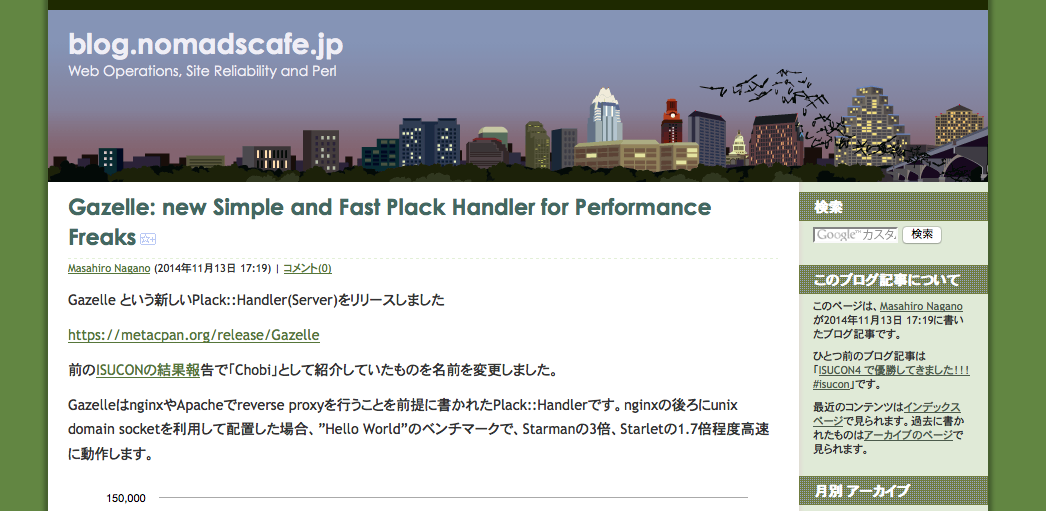 blog.nomadscafe.jp
Web Operations, Site Reliability and Perl
Gazelle: new Simple and Fast Plack Handler for Performance
Freaks
Masahiro Nagano (2014年11月13日 17:19) | コメント(0)
Gazelle という新しいPlack::Handler(Server)をリリースしました
https://metacpan.org/release/Gazelle
前のISUCONの結果報告で「Chobi」として紹介していたものを名前を変更しました。
GazelleはnginxやApacheでreverse proxyを行うことを前提に書かれたPlack::Handlerです。nginxの後ろにunix
domain socketを利用して配置した場合、”Hello World”のベンチマークで、Starmanの3倍、Starletの1.7倍程度高速
に動作します。
150,000
検索
Google™ カスタ
検索
このブログ記事について
このページは、Masahiro Nagano
が2014年11月13日 17:19に書い
たブログ記事です。
ひとつ前のブログ記事は
「ISUCON4 で優勝してきました!!!
#isucon」です。
最近のコンテンツはインデックス
ページで見られます。過去に書か
れたものはアーカイブのページで
見られます。
月別 アーカイブ